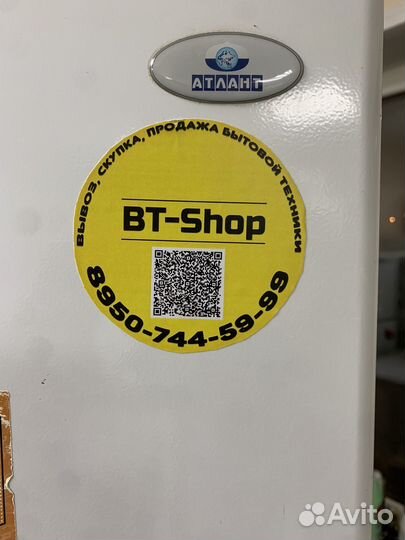 АТЛАНТ
ВЫВОЗ, СКУПКА, ПРОДАЖА БЫТОВОЙ ТЕХНИКИ
BT-Shop
8950-744-59-99
Avito